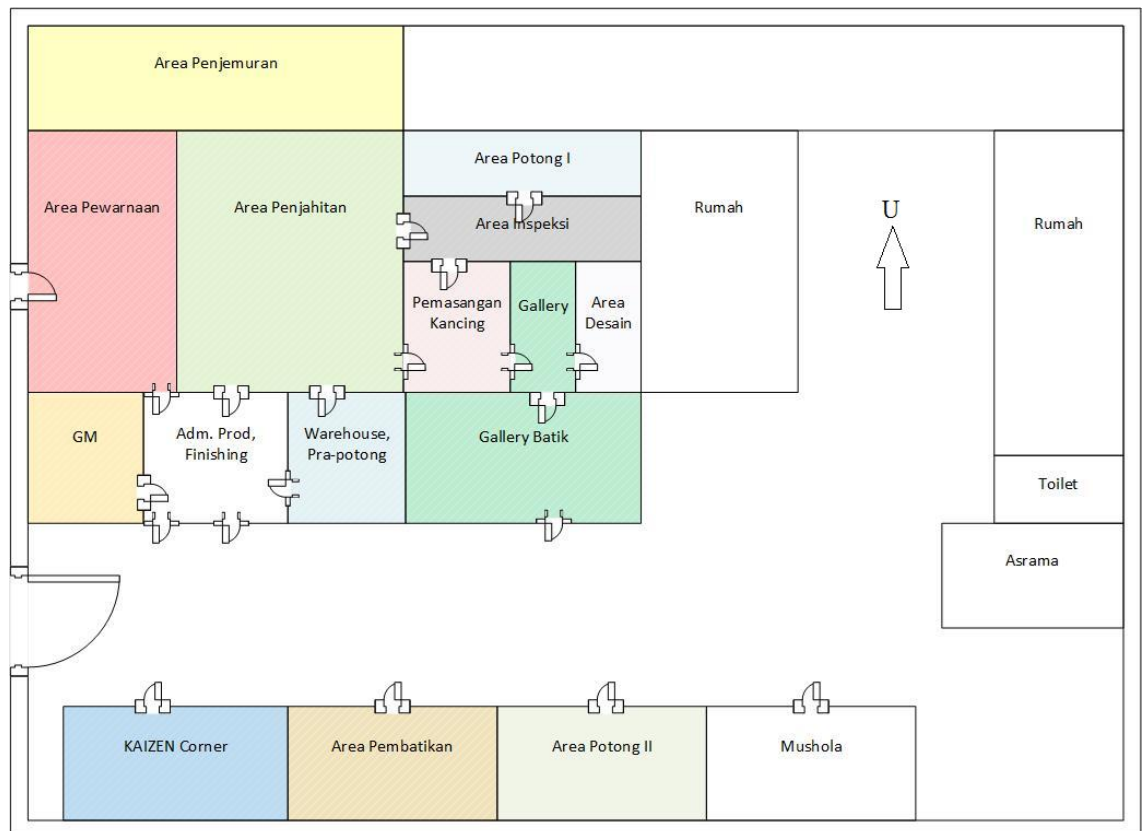 Area Penjemuran
Area Potong I
Area Pewarnaan
Area Penjahitan
Rumah
U
Area Inspeksi
Rumah
Pemasangan
Kancing
Gallery
Area
Desain
GM
Adm. Prod,
Finishing
Warehouse,
Pra-potong
Gallery Batik
Toilet
Asrama
KAIZEN Corner
Area Pembatikan
Area Potong II
Mushola